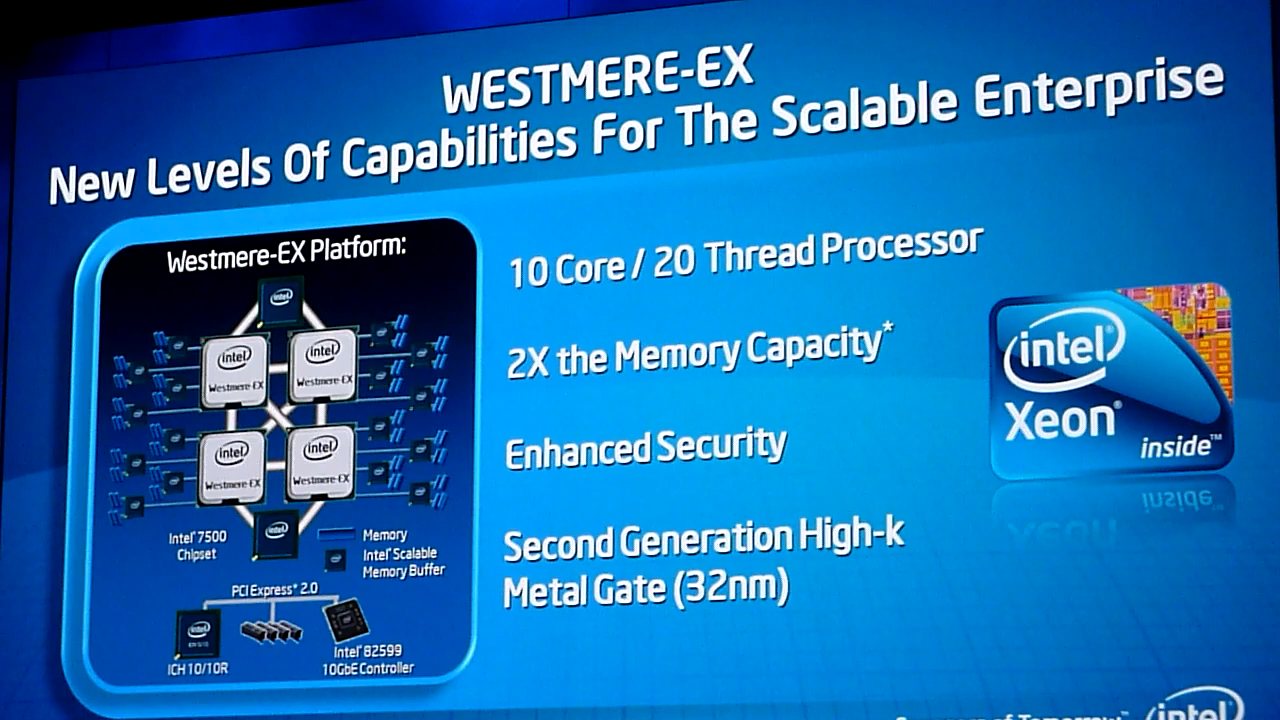 WESTMERE-EX
New Levels Of Capabilities For The Scalable Enterprise
Westmere-EX Platform:
intel
intel
Westmere-EX
intel
Westmere-EX
intel
Westmere-EX
intel
Westmere-EX
intel
Intel® 7500
Chipset
Memory
Intel® Scalable
Memory Buffer
PCI Express* 2.0
intel
ICH 10/10R
Intel® 82599
10GbE Controller
10 Core / 20 Thread Processor
2X the Memory Capacity*
Enhanced Security
Second Generation High-k
Metal Gate (32nm)
intel®
Xeon®
inside™
of Tomorrow™
intel